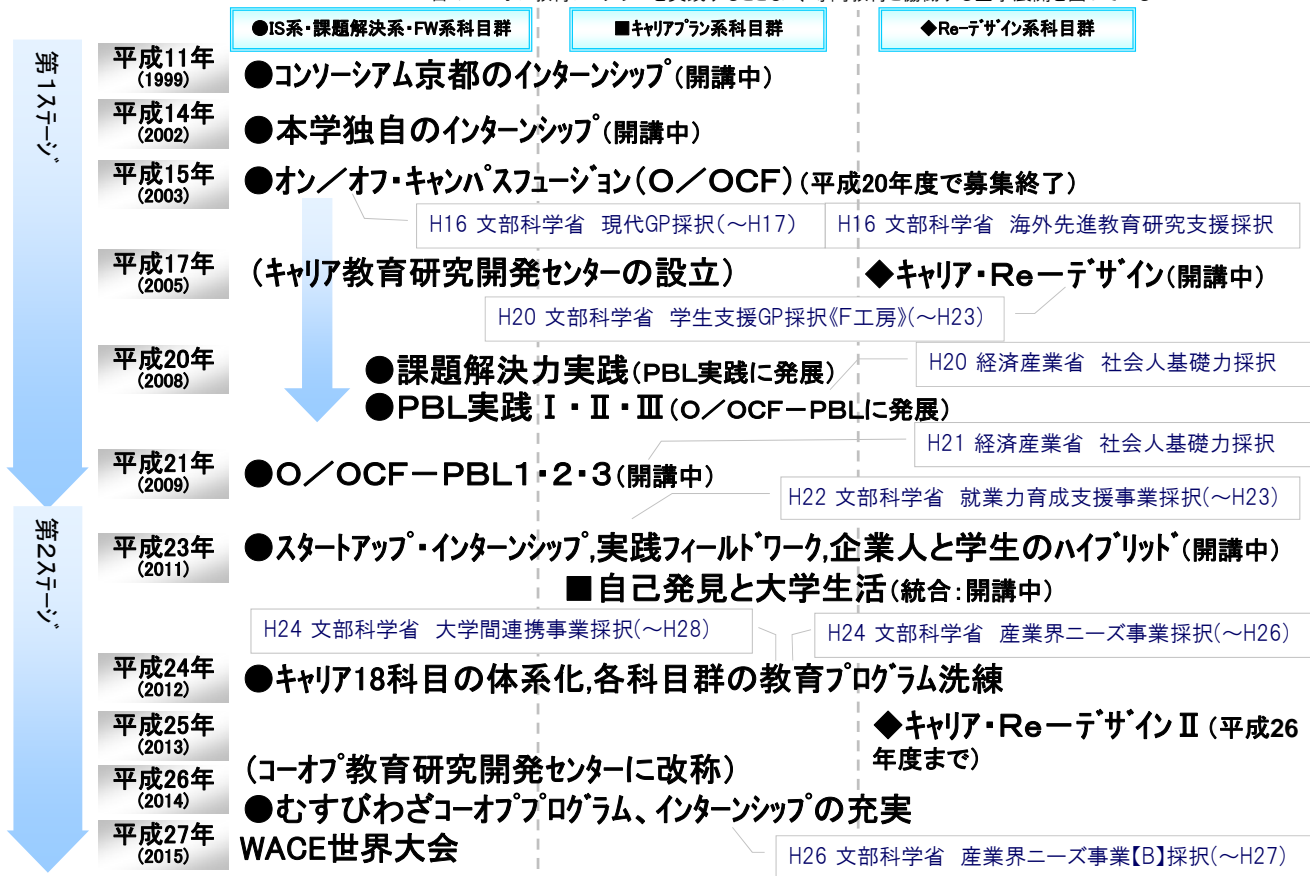 ●IS系・課題解決系・FW系科目群
■キャリアプラン系科目群
◆Re-デザイン系科目群
第1ステージ
平成11年
(1999)
●コンソーシアム京都のインターンシップ(開講中)
平成14年
(2002)
●本学独自のインターンシップ(開講中)
平成15年
(2003)
●オン/オフ・キャンパスフュージョン(O/OCF)(平成20年度で募集終了)
H16 文部科学省 現代GP採択(~H17)
H16 文部科学省 海外先進教育研究支援採択
平成17年
(2005)
(キャリア教育研究開発センターの設立)
◆キャリア・Re-デザイン(開講中)
H20 文部科学省 学生支援GP採択《F工房》(~H23)
平成20年
(2008)
●課題解決力実践(PBL実践に発展)
H20 経済産業省 社会人基礎力採択
●PBL実践Ⅰ・Ⅱ・Ⅲ(O/OCF-PBLに発展)
H21 経済産業省 社会人基礎力採択
平成21年
(2009)
●O/OCF-PBL1・2・3(開講中)
H22 文部科学省 就業力育成支援事業採択(~H23)
第2ステージ
平成23年
(2011)
●スタートアップ・インターンシップ,実践フィールドワーク,企業人と学生のハイブリッド(開講中)
■自己発見と大学生活(統合:開講中)
H24 文部科学省 大学間連携事業採択(~H28)
H24 文部科学省 産業界ニーズ事業採択(~H26)
平成24年
(2012)
●キャリア18科目の体系化,各科目群の教育プログラム洗練
平成25年
(2013)
◆キャリア・Re-デザインⅡ(平成26
年度まで)
平成26年
(2014)
(コーオプ教育研究開発センターに改称)
●むすびわざコーオププログラム、インターンシップの充実
平成27年
(2015)
WACE世界大会
H26 文部科学省 産業界ニーズ事業【B】採択(~H27)